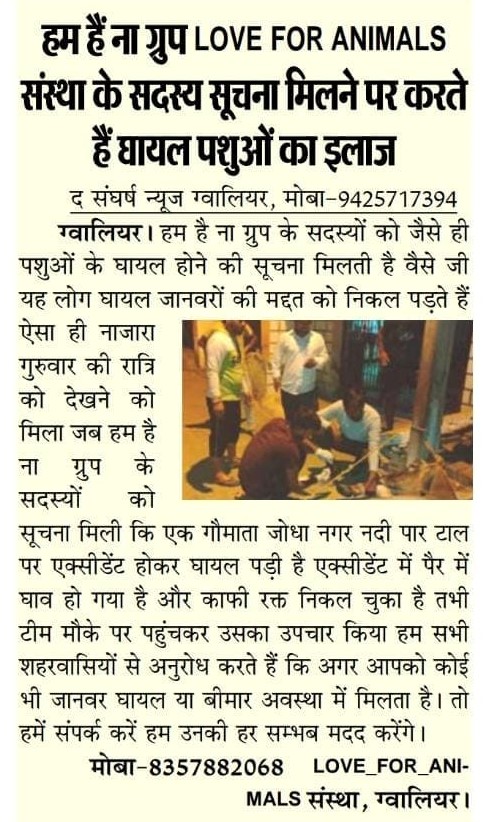 हम हैं ना ग्रुप LOVE FOR ANIMALS
संस्था के सदस्य सूचना मिलने पर करते
हैं घायल पशुओं का इलाज
द संघर्ष न्यूज ग्वालियर, मोबा-9425717394
ग्वालियर। हम है ना ग्रुप के सदस्यों को जैसे ही
पशुओं के घायल होने की सूचना मिलती है वैसे जी
यह लोग घायल जानवरों की मद्दत को निकल पड़ते हैं
ऐसा ही नाजारा
गुरुवार की रात्रि
को देखने को
मिला जब हम है
ना ग्रुप के
सदस्यों को
सूचना मिली कि एक गौमाता जोधा नगर नदी पार टाल
पर एक्सीडेंट होकर घायल पड़ी है एक्सीडेंट में पैर में
घाव हो गया है और काफी रक्त निकल चुका है तभी
टीम मौके पर पहुंचकर उसका उपचार किया हम सभी
शहरवासियों से अनुरोध करते हैं कि अगर आपको कोई
भी जानवर घायल या बीमार अवस्था में मिलता है। तो
हमें संपर्क करें हम उनकी हर सम्भव मदद करेंगे।
मोबा-8357882068 LOVE_FOR_ANI-
MALS संस्था, ग्वालियर।